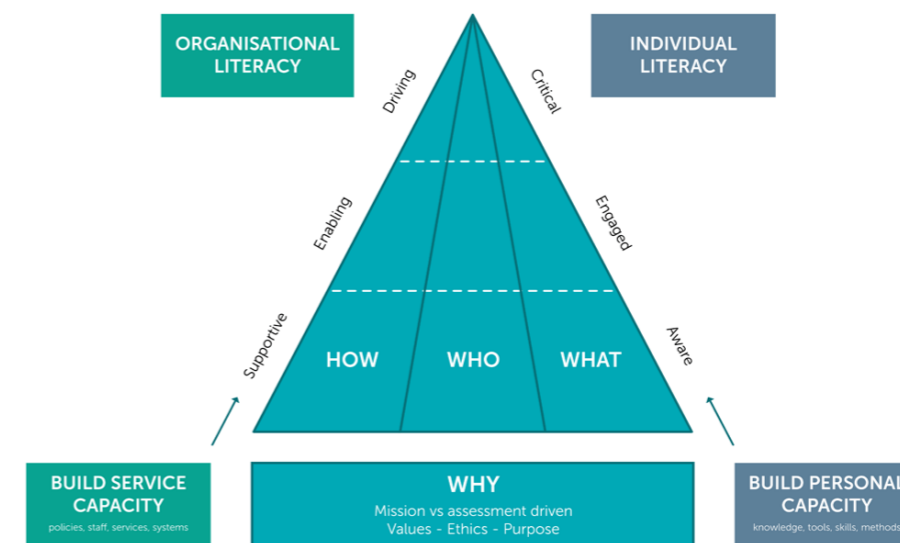 ORGANISATIONAL
LITERACY
INDIVIDUAL
LITERACY
Driving
Critical
Enabling
Engaged
Supportive
Aware
HOW
WHO
WHAT
BUILD SERVICE
CAPACITY
policies, staff, services, systems
WHY
Mission vs assessment driven
Values - Ethics - Purpose
BUILD PERSONAL
CAPACITY
knowledge, tools, skills, methods